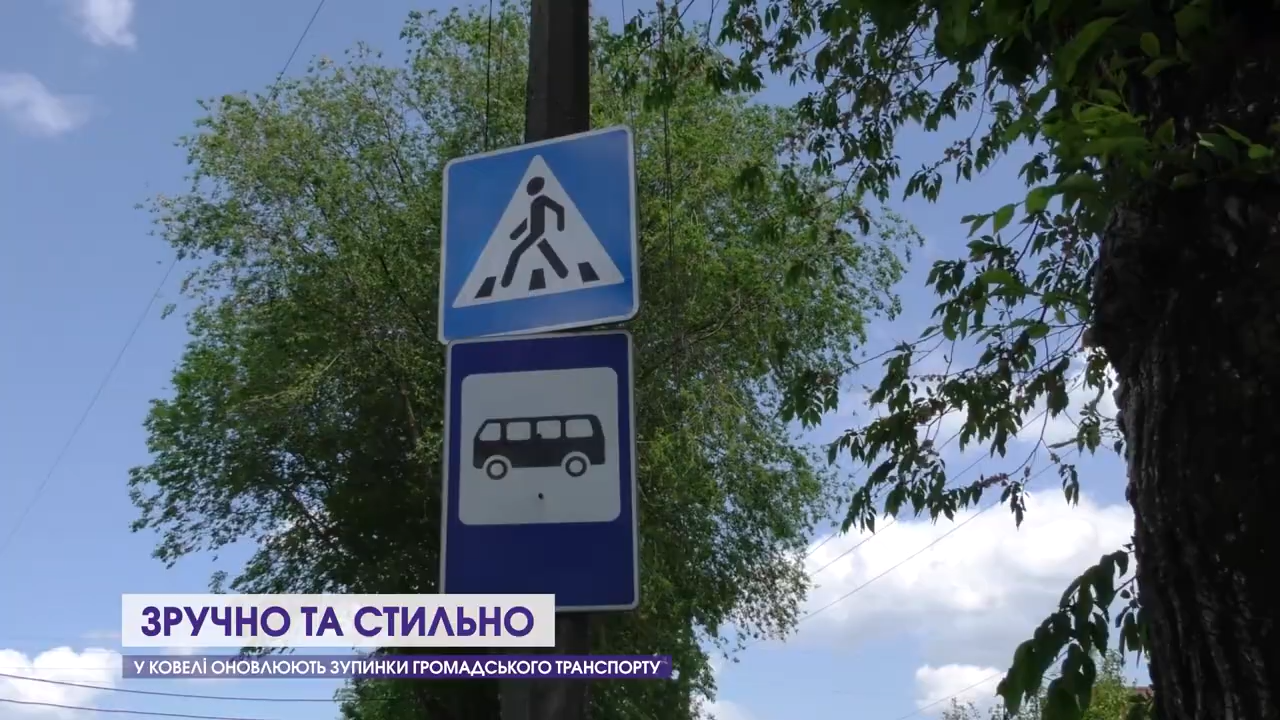 ЗРУЧНО ТА СТИЛЬНО
У КОВЕЛІ ОНОВЛЮЮТЬ ЗУПИНКИ ГРОМАДСЬКОГО ТРАНСПОРТУ